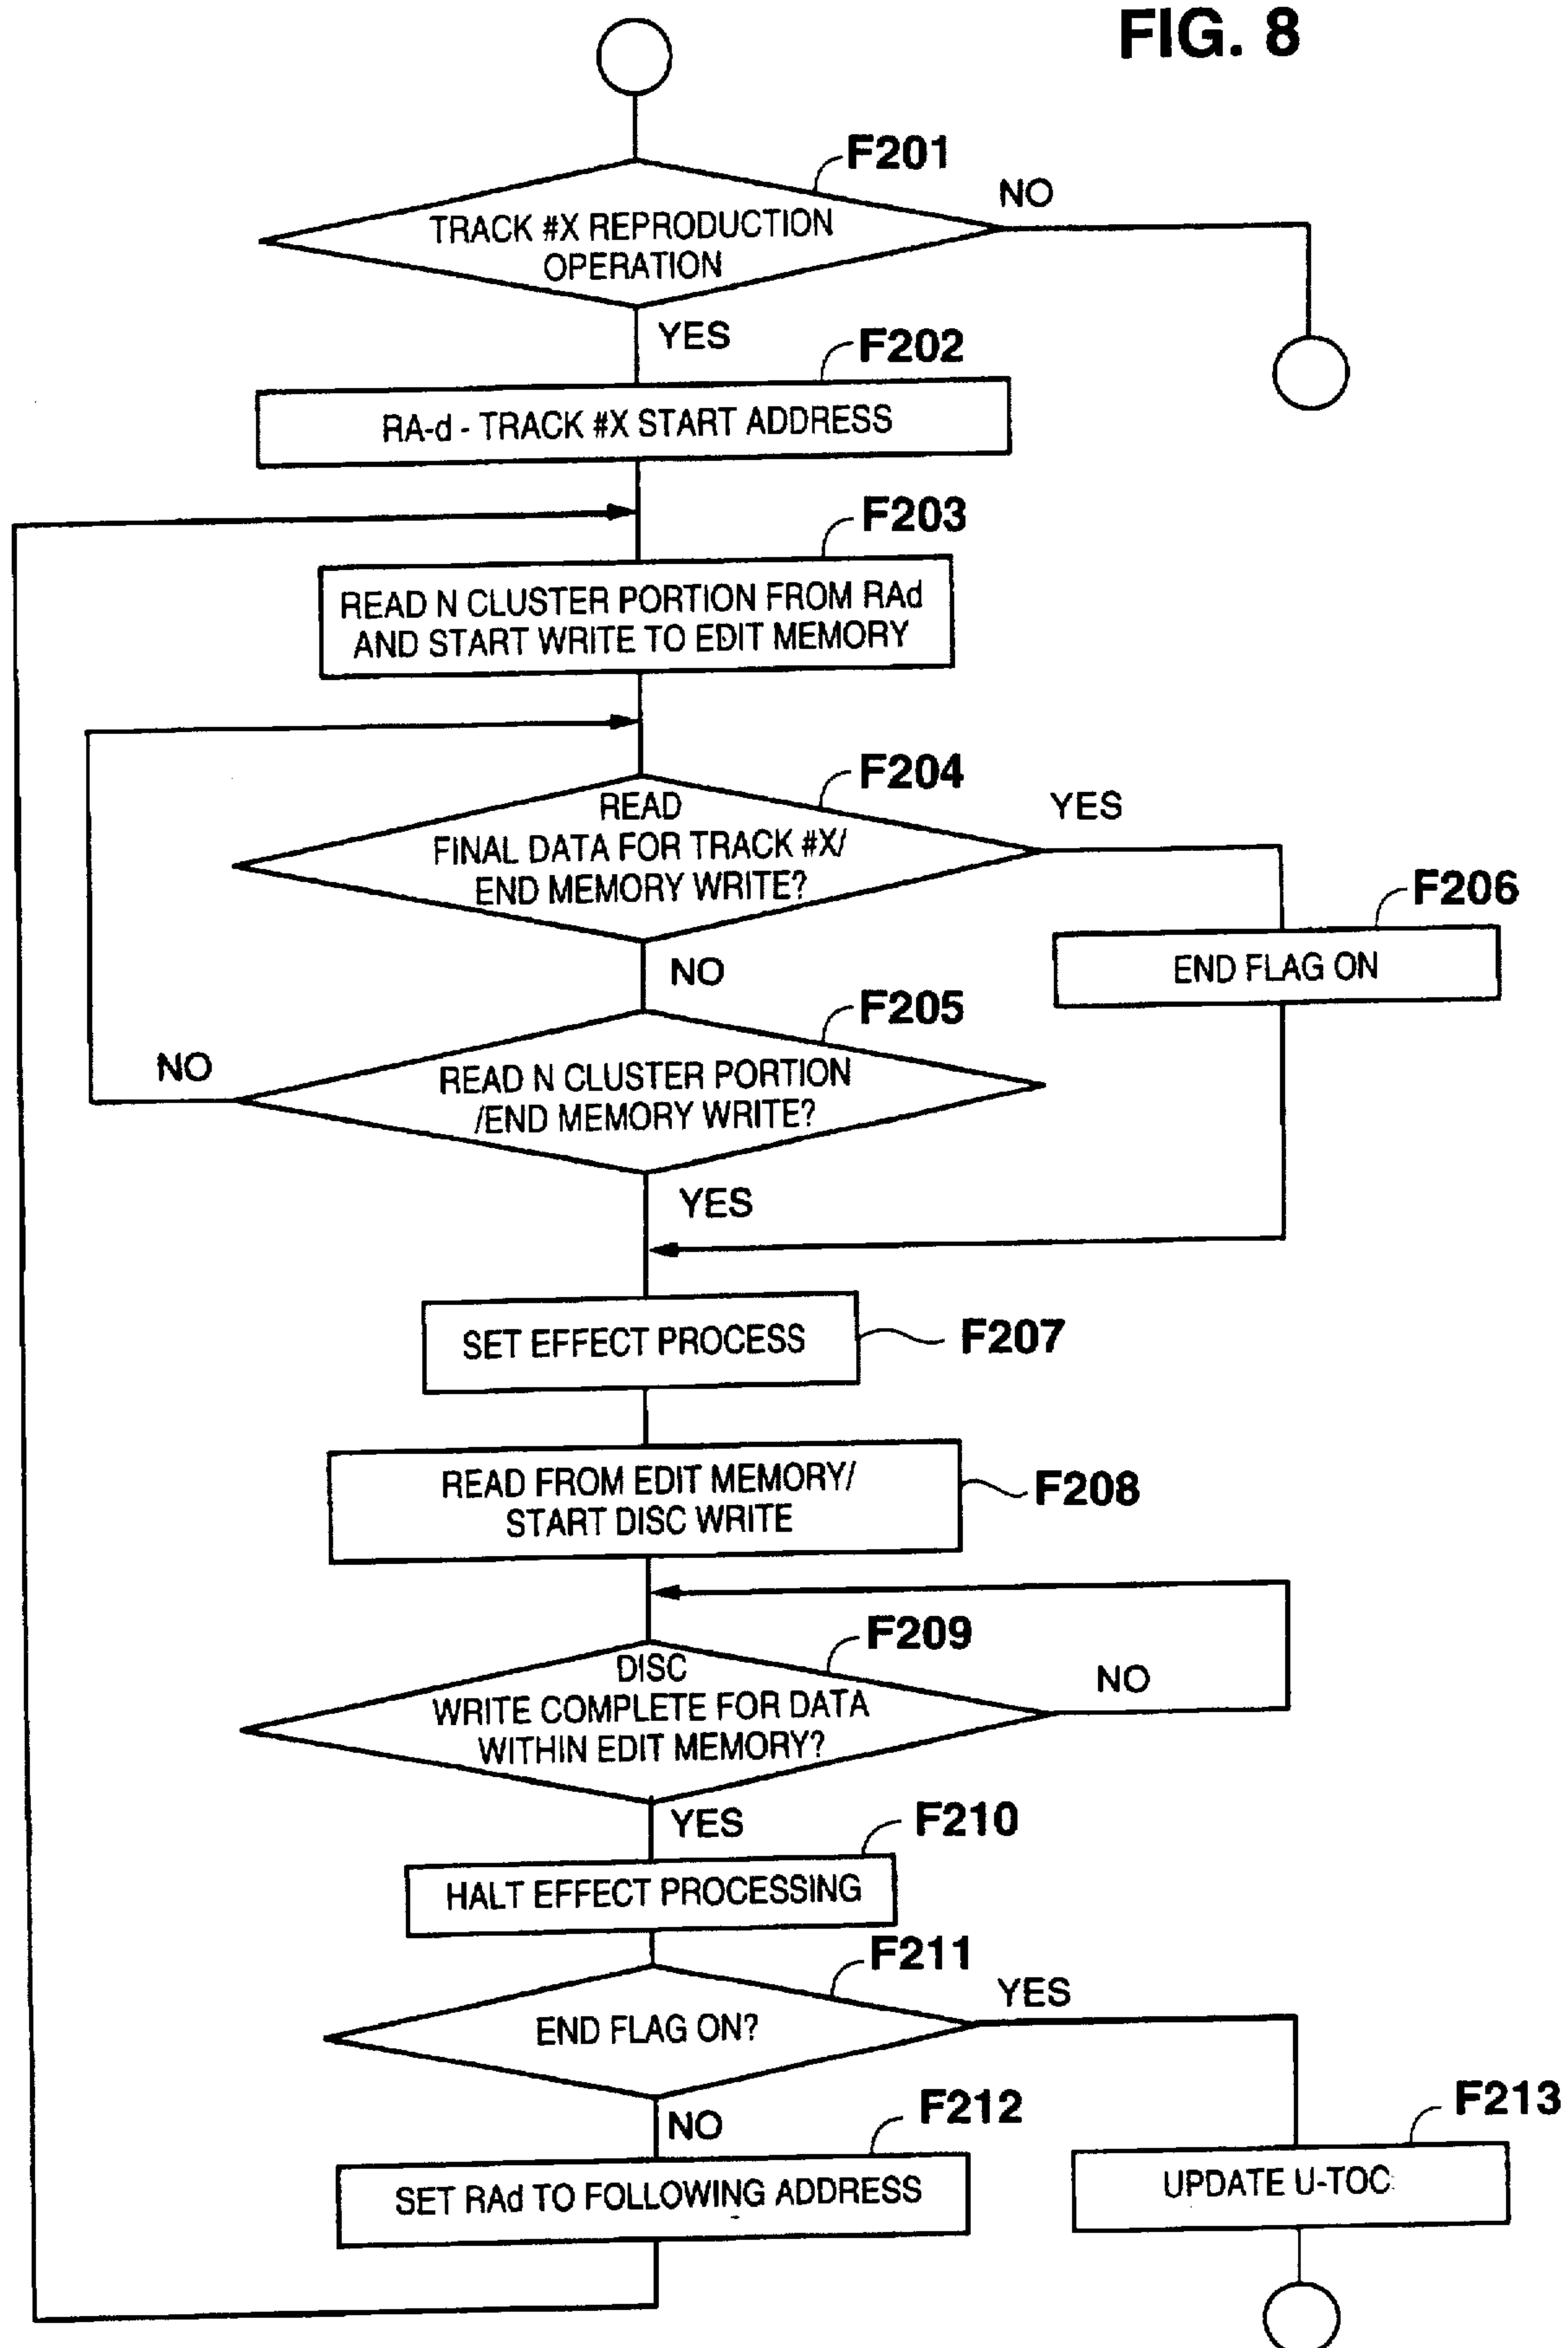 FIG. 8
F201
NO
TRACK #X REPRODUCTION
OPERATION
YES
F202
RA-d - TRACK #X START ADDRESS
F203
READ N CLUSTER PORTION FROM RAd
AND START WRITE TO EDIT MEMORY
F204
YES
READ
FINAL DATA FOR TRACK #X/
END MEMORY WRITE?
F206
END FLAG ON
NO
F205
NO
READ N CLUSTER PORTION
/END MEMORY WRITE?
YES
SET EFFECT PROCESS
F207
READ FROM EDIT MEMORY/
START DISC WRITE
F208
F209
NO
DISC
WRITE COMPLETE FOR DATA
WITHIN EDIT MEMORY?
YES
F210
HALT EFFECT PROCESSING
F211
YES
END FLAG ON?
NO
F212
F213
SET RAd TO FOLLOWING ADDRESS
UPDATE U-TOC